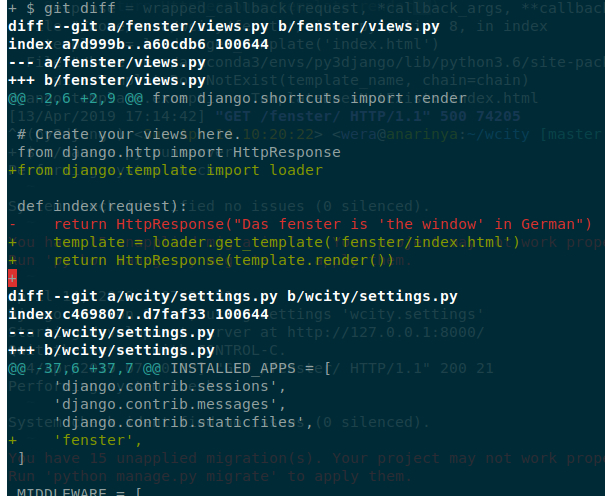 + $ git diff
diff --git a/fenster/views.py b/fenster/views.py
index a7d999b..a60cdb6 100644
--- a/fenster/views.py
+++ b/fenster/views.py
@@ -2,6 +2,9 @@ from django.shortcuts import render
# Create your views here.
from django.http import HttpResponse
+from django.template import loader
def index(request):
-    return HttpResponse("Das fenster is 'the window' in German")
+    template = loader.get_template('fenster/index.html')
+    return HttpResponse(template.render())
+
diff --git a/wcity/settings.py b/wcity/settings.py
index c469807..d7faf33 100644
--- a/wcity/settings.py
+++ b/wcity/settings.py
@@ -37,6 +37,7 @@ INSTALLED_APPS = [
'django.contrib.sessions',
'django.contrib.messages',
'django.contrib.staticfiles',
+    'fenster',
]
MIDDLEWARE = [